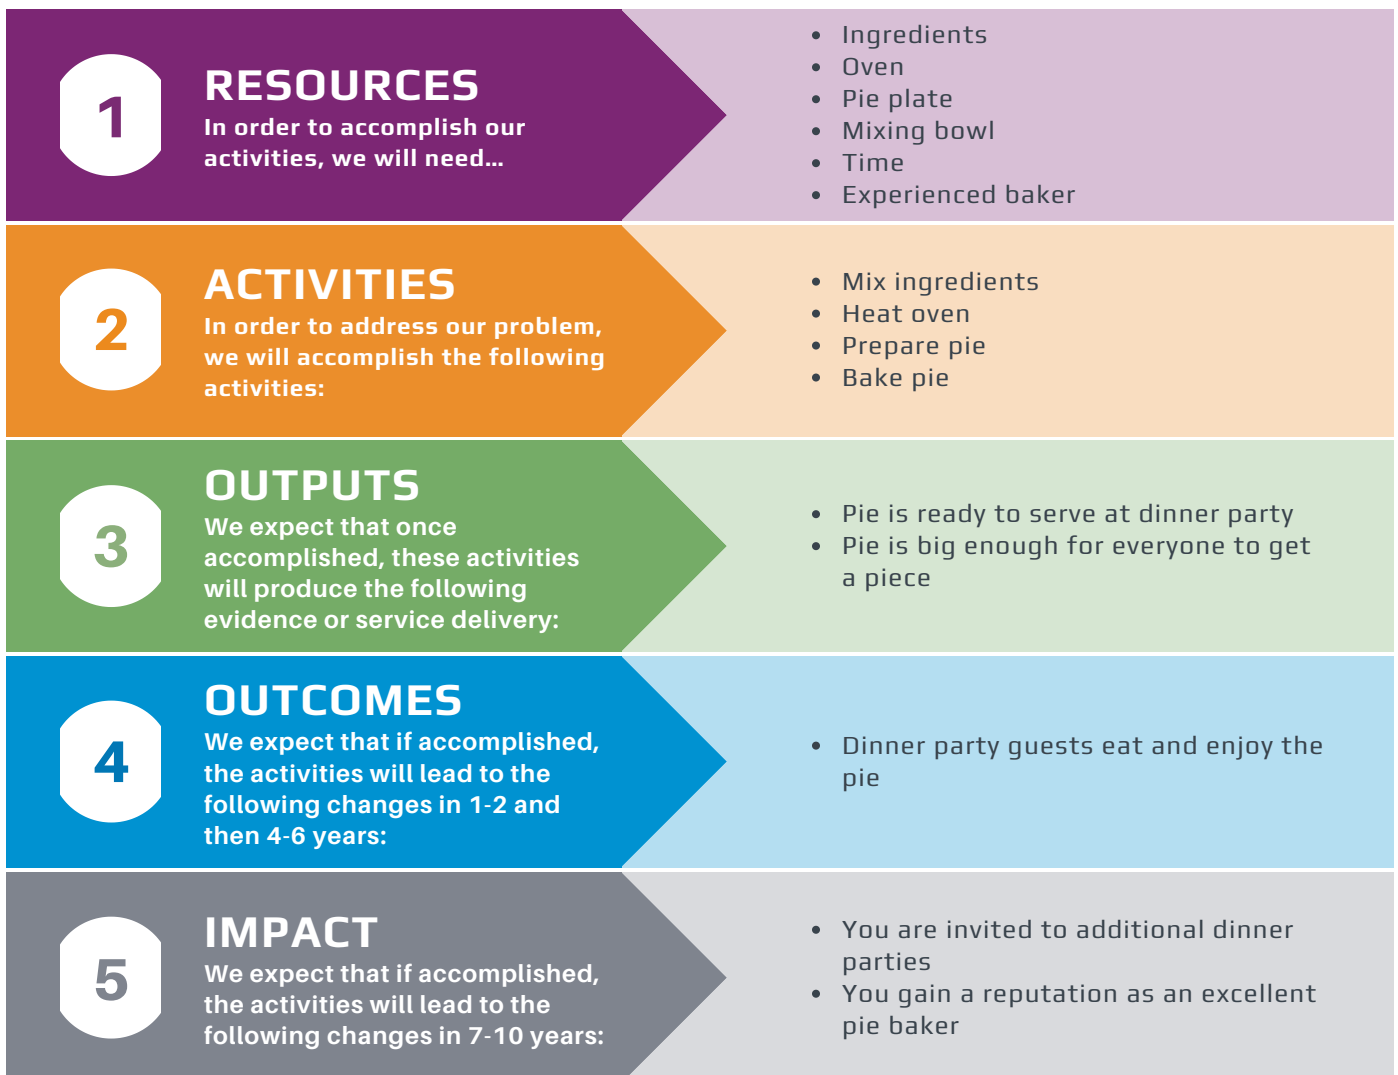 1
RESOURCES
In order to accomplish our
activities, we will need...
• Ingredients
• Oven
• Pie plate
• Mixing bowl
• Time
• Experienced baker
2
ACTIVITIES
In order to address our problem,
we will accomplish the following
activities:
• Mix ingredients
• Heat oven
• Prepare pie
• Bake pie
3
OUTPUTS
We expect that once
accomplished, these activities
will produce the following
evidence or service delivery:
• Pie is ready to serve at dinner party
• Pie is big enough for everyone to get
a piece
4
OUTCOMES
We expect that if accomplished,
the activities will lead to the
following changes in 1-2 and
then 4-6 years:
• Dinner party guests eat and enjoy the
pie
5
IMPACT
We expect that if accomplished,
the activities will lead to the
following changes in 7-10 years:
• You are invited to additional dinner
parties
• You gain a reputation as an excellent
pie baker